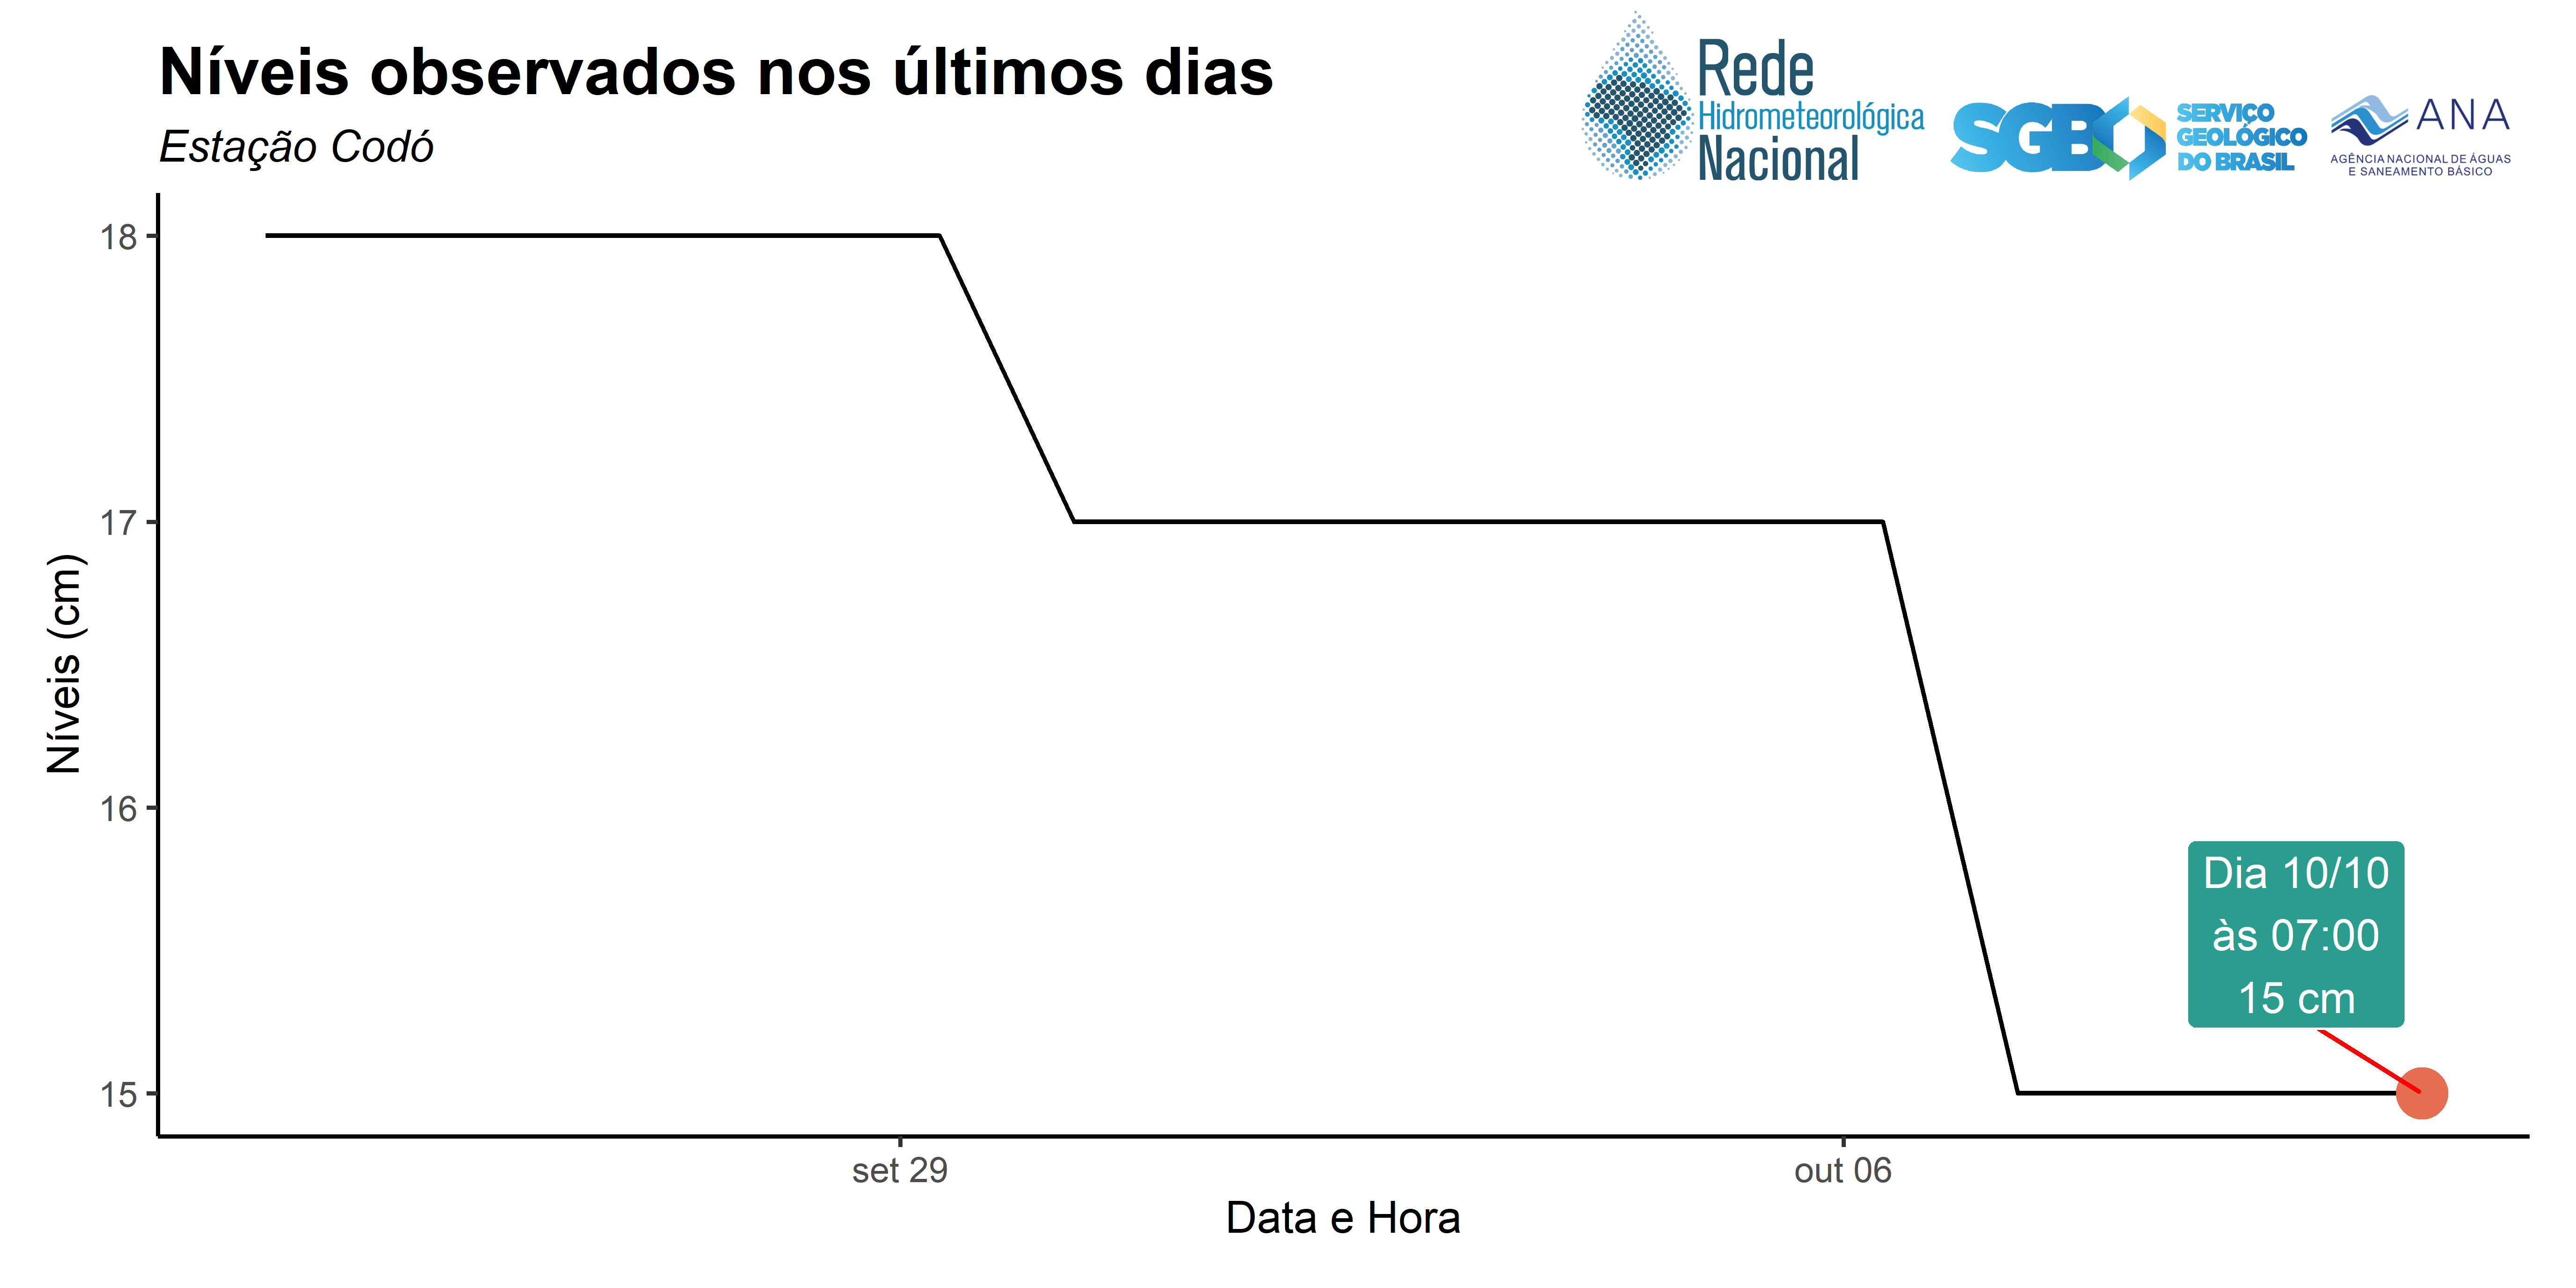 Níveis observados nos últimos dias
Estação Codó
Rede
Hidrometeorológica
Nacional
SGB
SERVIÇO
GEOLÓGICO
DO BRASIL
ANA
AGÊNCIA NACIONAL DE ÁGUAS
E SANEAMENTO BÁSICO
18
17
16
15
Níveis (cm)
Dia 10/10
às 07:00
15 cm
set 29
out 06
Data e Hora